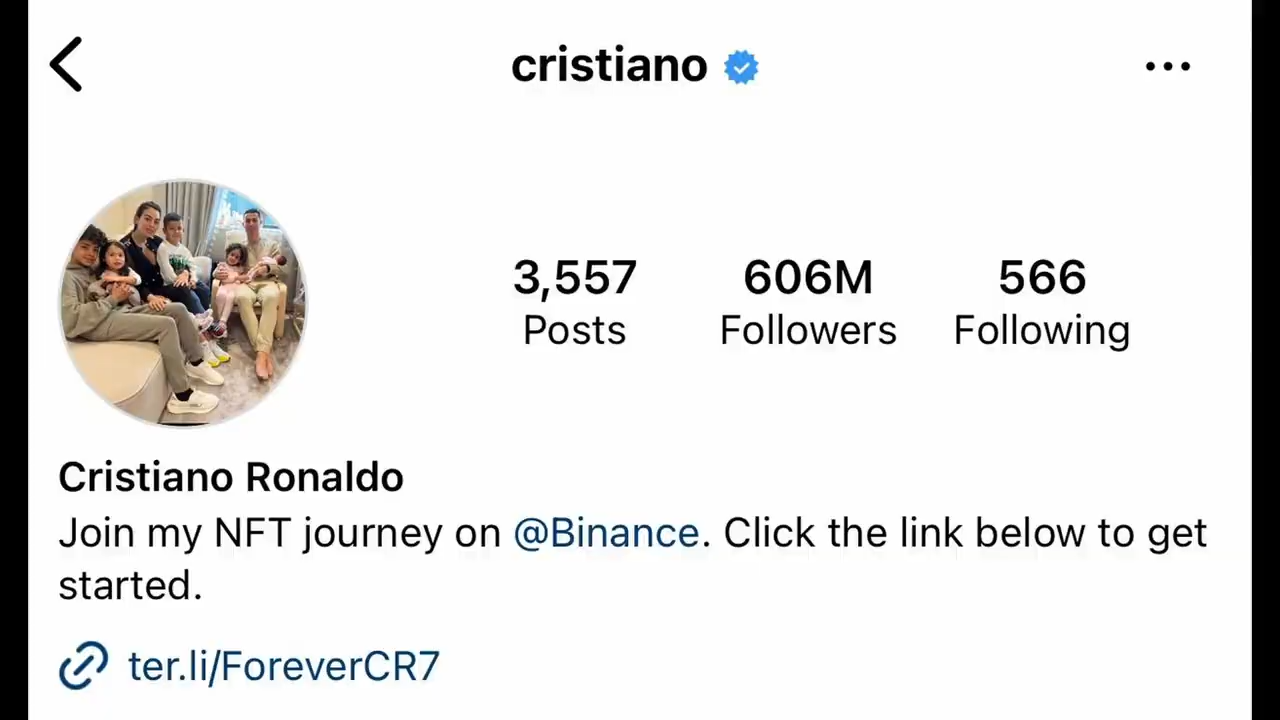 cristiano
3,557 606M 566
Posts Followers Following
Cristiano Ronaldo
Join my NFT journey on @Binance. Click the link below to get
started.
ter.li/ForeverCR7